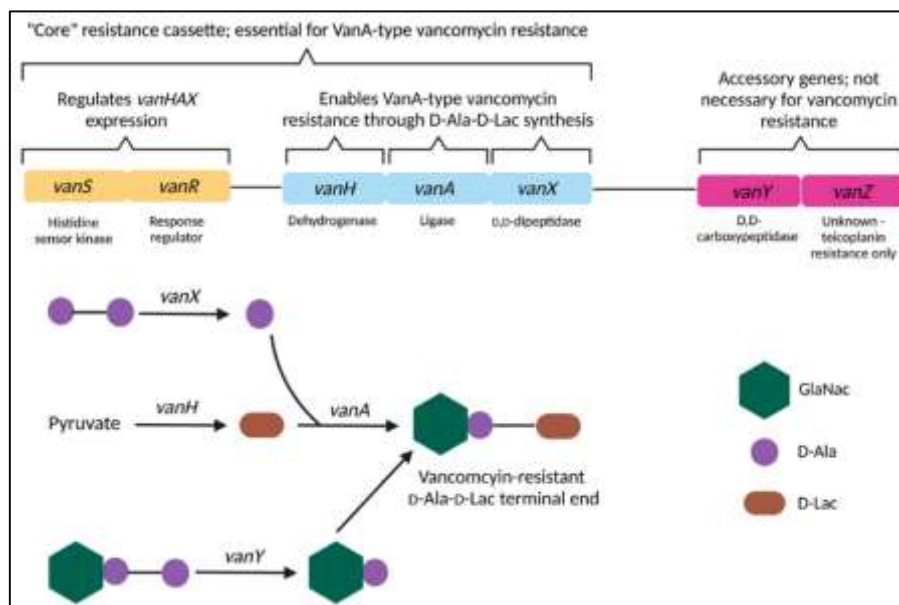 "Core" resistance cassette; essential for VanA-type vancomycin resistance
Regulates vanHAX
expression
Enables VanA-type vancomycin
resistance through D-Ala-D-Lac synthesis
Accessory genes; not
necessary for vancomycin
resistance
vanS
vanR
vanH
vanA
vanX
vanY
vanZ
Histidine
sensor kinase
Response
regulator
Dehydrogenase
Ligase
D,D-dipeptidase
D,D-
carboxypeptidase
Unknown -
teicoplanin
resistance only
vanX
Pyruvate
vanH
vanA
Vancomcyin-resistant
D-Ala-D-Lac terminal end
vanY
GlaNac
D-Ala
D-Lac